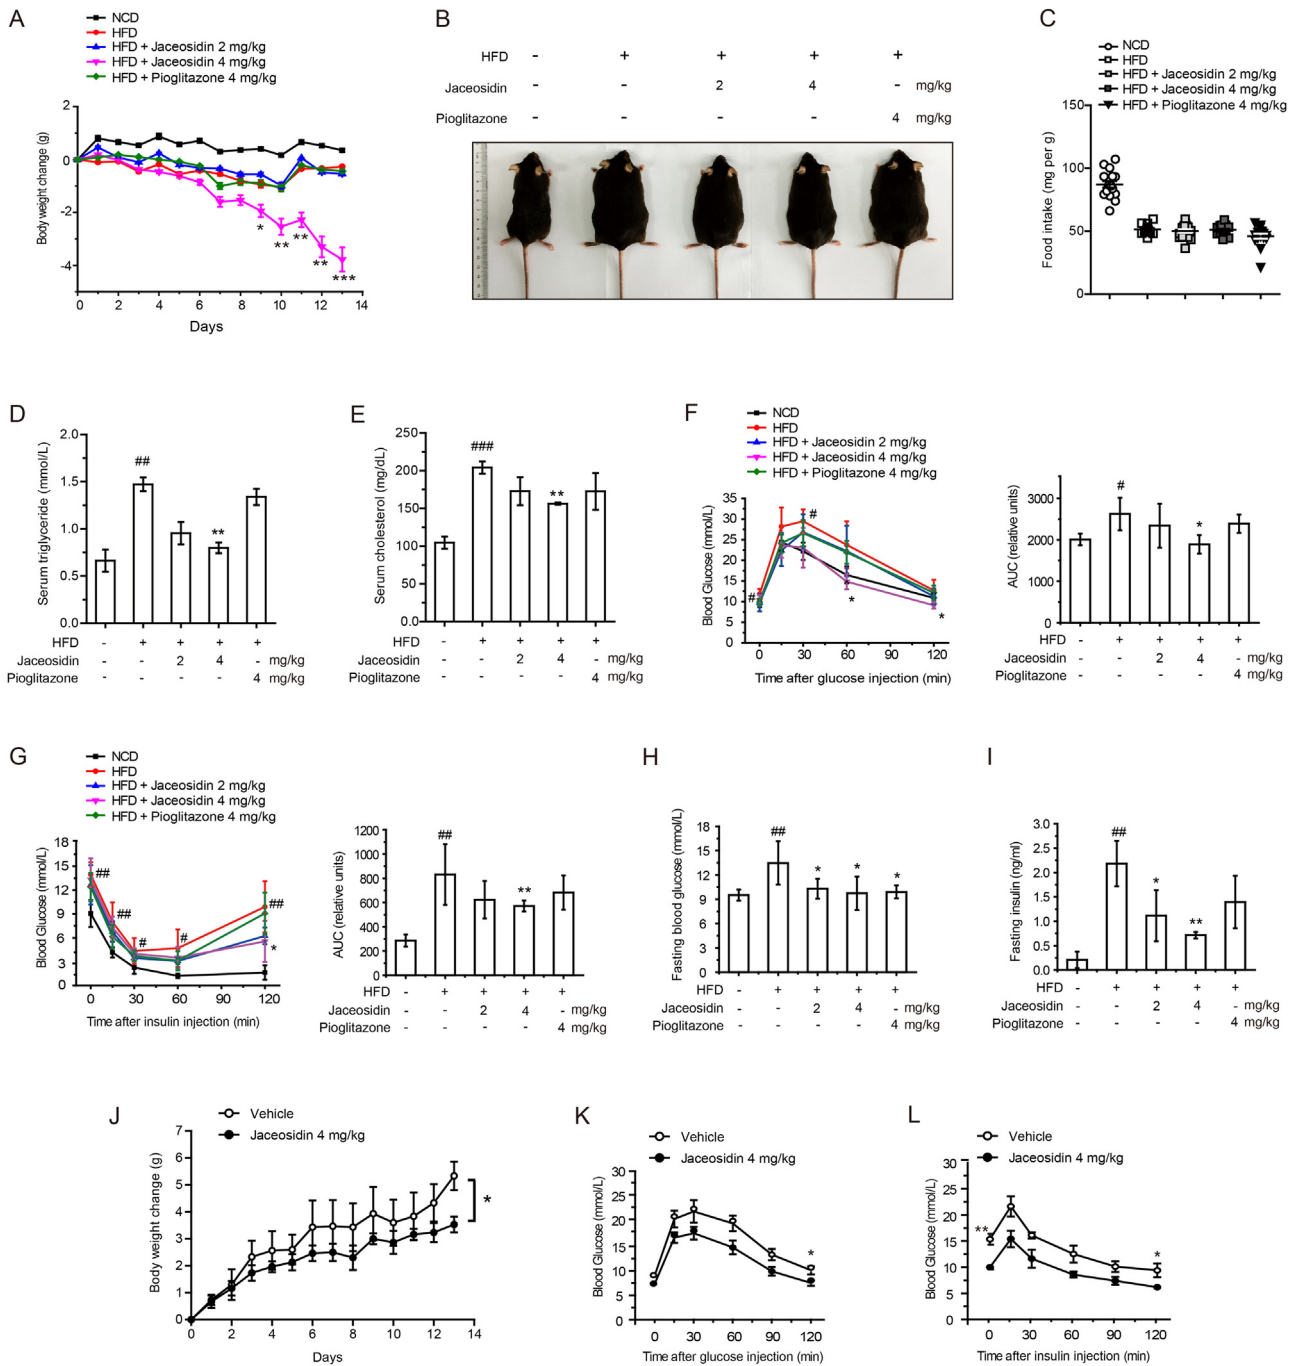 A
NCD
HFD
HFD + Jaceosidin 2 mg/kg
HFD + Jaceosidin 4 mg/kg
HFD + Pioglitazone 4 mg/kg
Body weight change (g)
2
0
-2
-4
* ** ** ** ***
0 2 4 6 8 10 12 14
Days
B
HFD - + + + +
Jaceosidin - - 2 4 - mg/kg
Pioglitazone - - - - 4 mg/kg
C
NCD
HFD
HFD + Jaceosidin 2 mg/kg
HFD + Jaceosidin 4 mg/kg
HFD + Pioglitazone 4 mg/kg
Food intake (mg per g)
150
100
50
0
D
Serum triglyceride (mmol/L)
2.0
1.5
1.0
0.5
0.0
## **
HFD - + + + +
Jaceosidin - - 2 4 - mg/kg
Pioglitazone - - - - 4 mg/kg
E
Serum cholesterol (mg/dL)
250
200
150
100
50
0.0
### **
HFD - + + + +
Jaceosidin - - 2 4 - mg/kg
Pioglitazone - - - - 4 mg/kg
F
NCD
HFD
HFD + Jaceosidin 2 mg/kg
HFD + Jaceosidin 4 mg/kg
HFD + Pioglitazone 4 mg/kg
Blood Glucose (mmol/L)
35
30
25
20
15
10
5
0
# # * *
0 30 60 90 120
Time after glucose injection (min)
AUC (relative units)
3000
2000
1000
0
# *
HFD - + + + +
Jaceosidin - - 2 4 - mg/kg
Pioglitazone - - - - 4 mg/kg
G
NCD
HFD
HFD + Jaceosidin 2 mg/kg
HFD + Jaceosidin 4 mg/kg
HFD + Pioglitazone 4 mg/kg
Blood Glucose (mmol/L)
18
15
12
9
6
3
0
## ## # # ## *
0 30 60 90 120
Time after insulin injection (min)
AUC (relative units)
1200
1000
800
600
400
200
0
## **
HFD - + + + +
Jaceosidin - - 2 4 - mg/kg
Pioglitazone - - - - 4 mg/kg
H
Fasting blood glucose (mmol/L)
18
15
12
9
6
3
0
## * * *
HFD - + + + +
Jaceosidin - - 2 4 - mg/kg
Pioglitazone - - - - 4 mg/kg
I
Fasting insulin (ng/ml)
3.0
2.5
2.0
1.5
1.0
0.5
0.0
## * **
HFD - + + + +
Jaceosidin - - 2 4 - mg/kg
Pioglitazone - - - - 4 mg/kg
J
Vehicle
Jaceosidin 4 mg/kg
Body weight change (g)
7
6
5
4
3
2
1
0
*
0 2 4 6 8 10 12 14
Days
K
Vehicle
Jaceosidin 4 mg/kg
Blood Glucose (mmol/L)
30
25
20
15
10
5
0
*
0 30 60 90 120
Time after glucose injection (min)
L
Vehicle
Jaceosidin 4 mg/kg
Blood Glucose (mmol/L)
30
25
20
15
10
5
0
** *
0 30 60 90 120
Time after insulin injection (min)